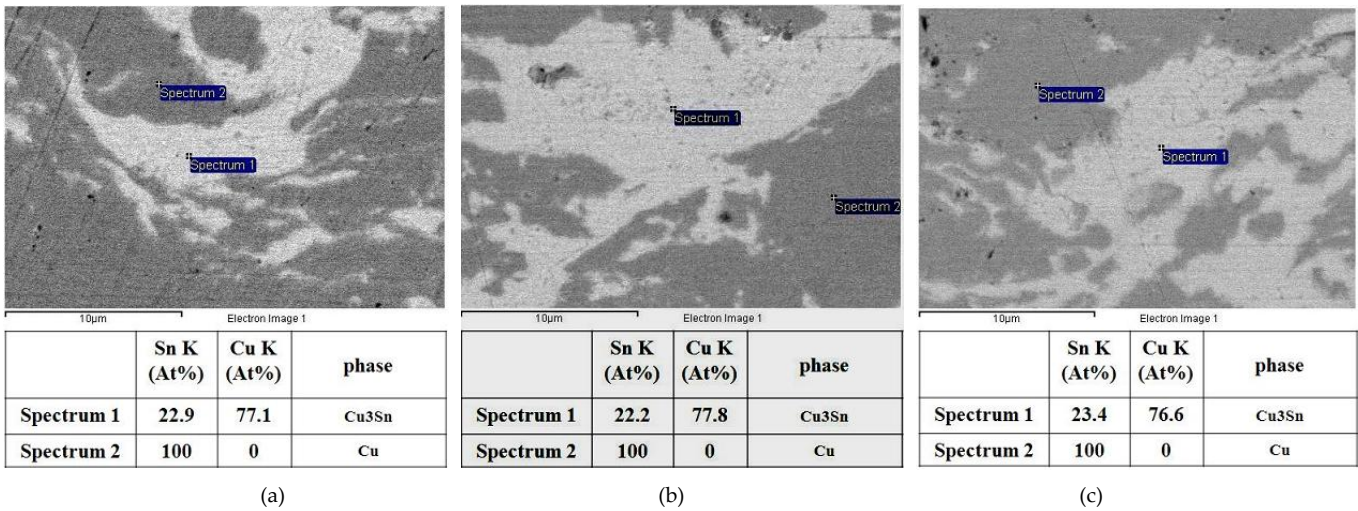 Spectrum 2
Spectrum 1
10μm Electron Image 1
Sn K (At%) Cu K (At%) phase
Spectrum 1 22.9 77.1 Cu3Sn
Spectrum 2 100 0 Cu
(a)
Spectrum 1
Spectrum 2
10μm Electron Image 1
Sn K (At%) Cu K (At%) phase
Spectrum 1 22.2 77.8 Cu3Sn
Spectrum 2 100 0 Cu
(b)
Spectrum 2
Spectrum 1
10μm Electron Image 1
Sn K (At%) Cu K (At%) phase
Spectrum 1 23.4 76.6 Cu3Sn
Spectrum 2 100 0 Cu
(c)